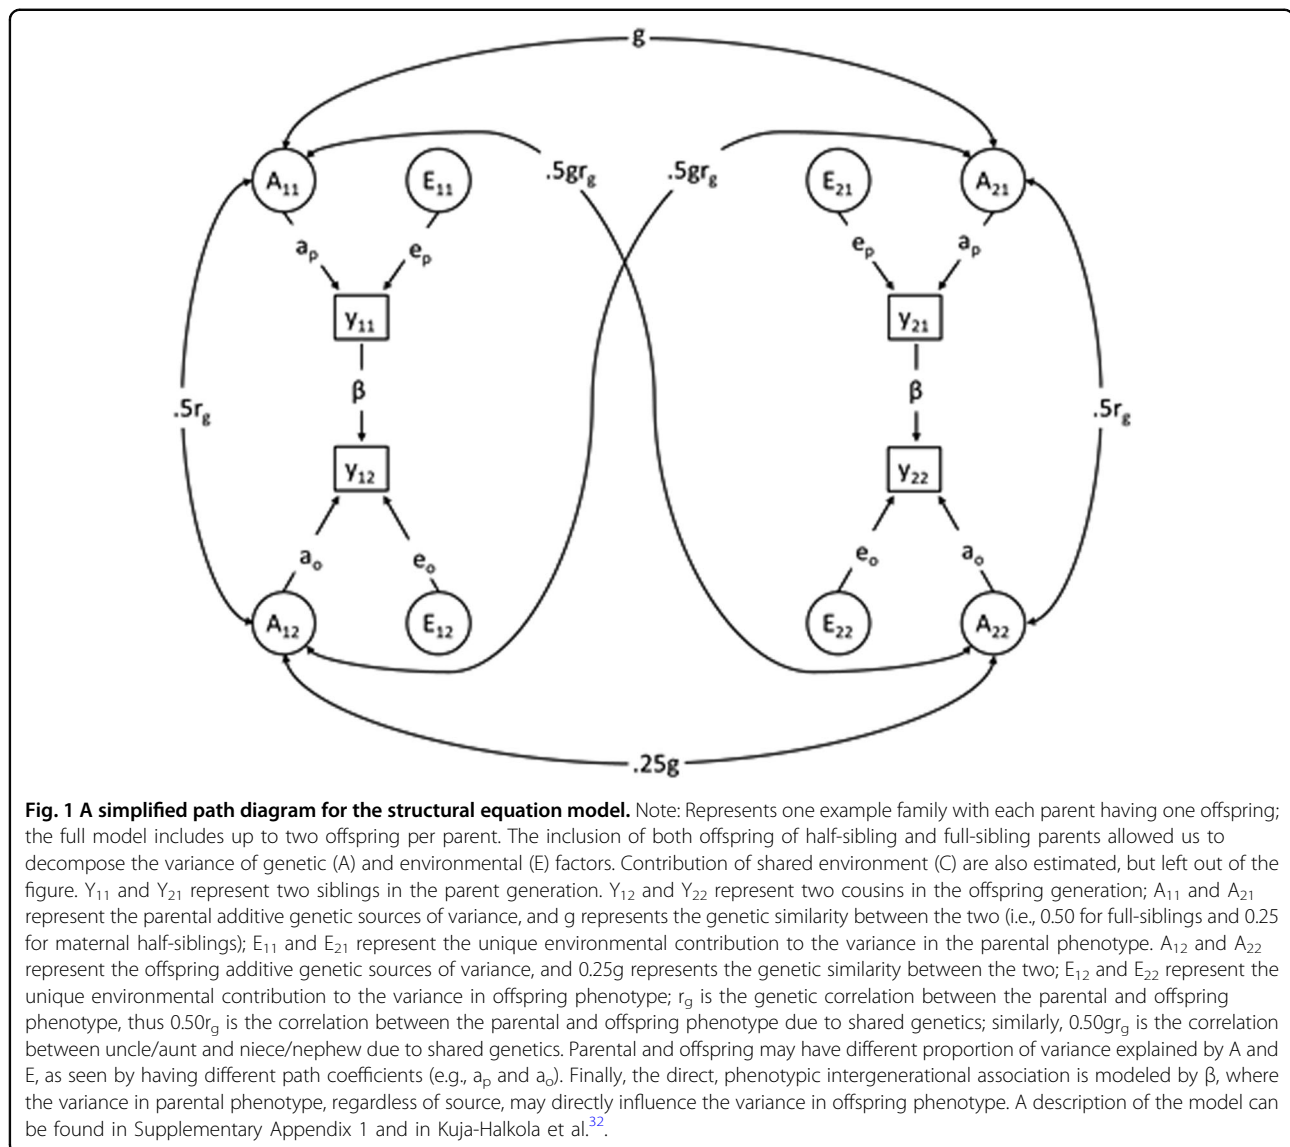 g
.5grg .5grg
A11 E11 E21 A21
ap ep ep ap
y11 y21
β β
.5rg .5rg
y12 y22
ao eo eo ao
A12 E12 E22 A22
.25g
Fig. 1 A simplified path diagram for the structural equation model. Note: Represents one example family with each parent having one offspring;
the full model includes up to two offspring per parent. The inclusion of both offspring of half-sibling and full-sibling parents allowed us to
decompose the variance of genetic (A) and environmental (E) factors. Contribution of shared environment (C) are also estimated, but left out of the
figure. Y11 and Y21 represent two siblings in the parent generation. Y12 and Y22 represent two cousins in the offspring generation; A11 and A21
represent the parental additive genetic sources of variance, and g represents the genetic similarity between the two (i.e., 0.50 for full-siblings and 0.25
for maternal half-siblings); E11 and E21 represent the unique environmental contribution to the variance in the parental phenotype. A12 and A22
represent the offspring additive genetic sources of variance, and 0.25g represents the genetic similarity between the two; E12 and E22 represent the
unique environmental contribution to the variance in offspring phenotype; rg is the genetic correlation between the parental and offspring
phenotype, thus 0.50rg is the correlation between the parental and offspring phenotype due to shared genetics; similarly, 0.50grg is the correlation
between uncle/aunt and niece/nephew due to shared genetics. Parental and offspring may have different proportion of variance explained by A and
E, as seen by having different path coefficients (e.g., ap and ao). Finally, the direct, phenotypic intergenerational association is modeled by β, where
the variance in parental phenotype, regardless of source, may directly influence the variance in offspring phenotype. A description of the model can
be found in Supplementary Appendix 1 and in Kuja-Halkola et al.32.